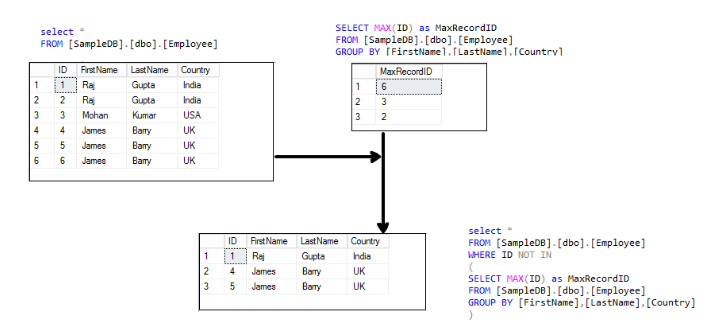 select *
FROM [SampleDB].[dbo].[Employee]
ID FirstName LastName Country
1 1 Raj Gupta India
2 2 Raj Gupta India
3 3 Mohan Kumar USA
4 4 James Barry UK
5 5 James Barry UK
6 6 James Barry UK
SELECT MAX(ID) as MaxRecordID
FROM [SampleDB].[dbo].[Employee]
GROUP BY [FirstName],[LastName],[Country]
MaxRecordID
1 6
2 3
3 2
ID FirstName LastName Country
1 1 Raj Gupta India
2 4 James Barry UK
3 5 James Barry UK
select *
FROM [SampleDB].[dbo].[Employee]
WHERE ID NOT IN
(
SELECT MAX(ID) as MaxRecordID
FROM [SampleDB].[dbo].[Employee]
GROUP BY [FirstName],[LastName],[Country]
)